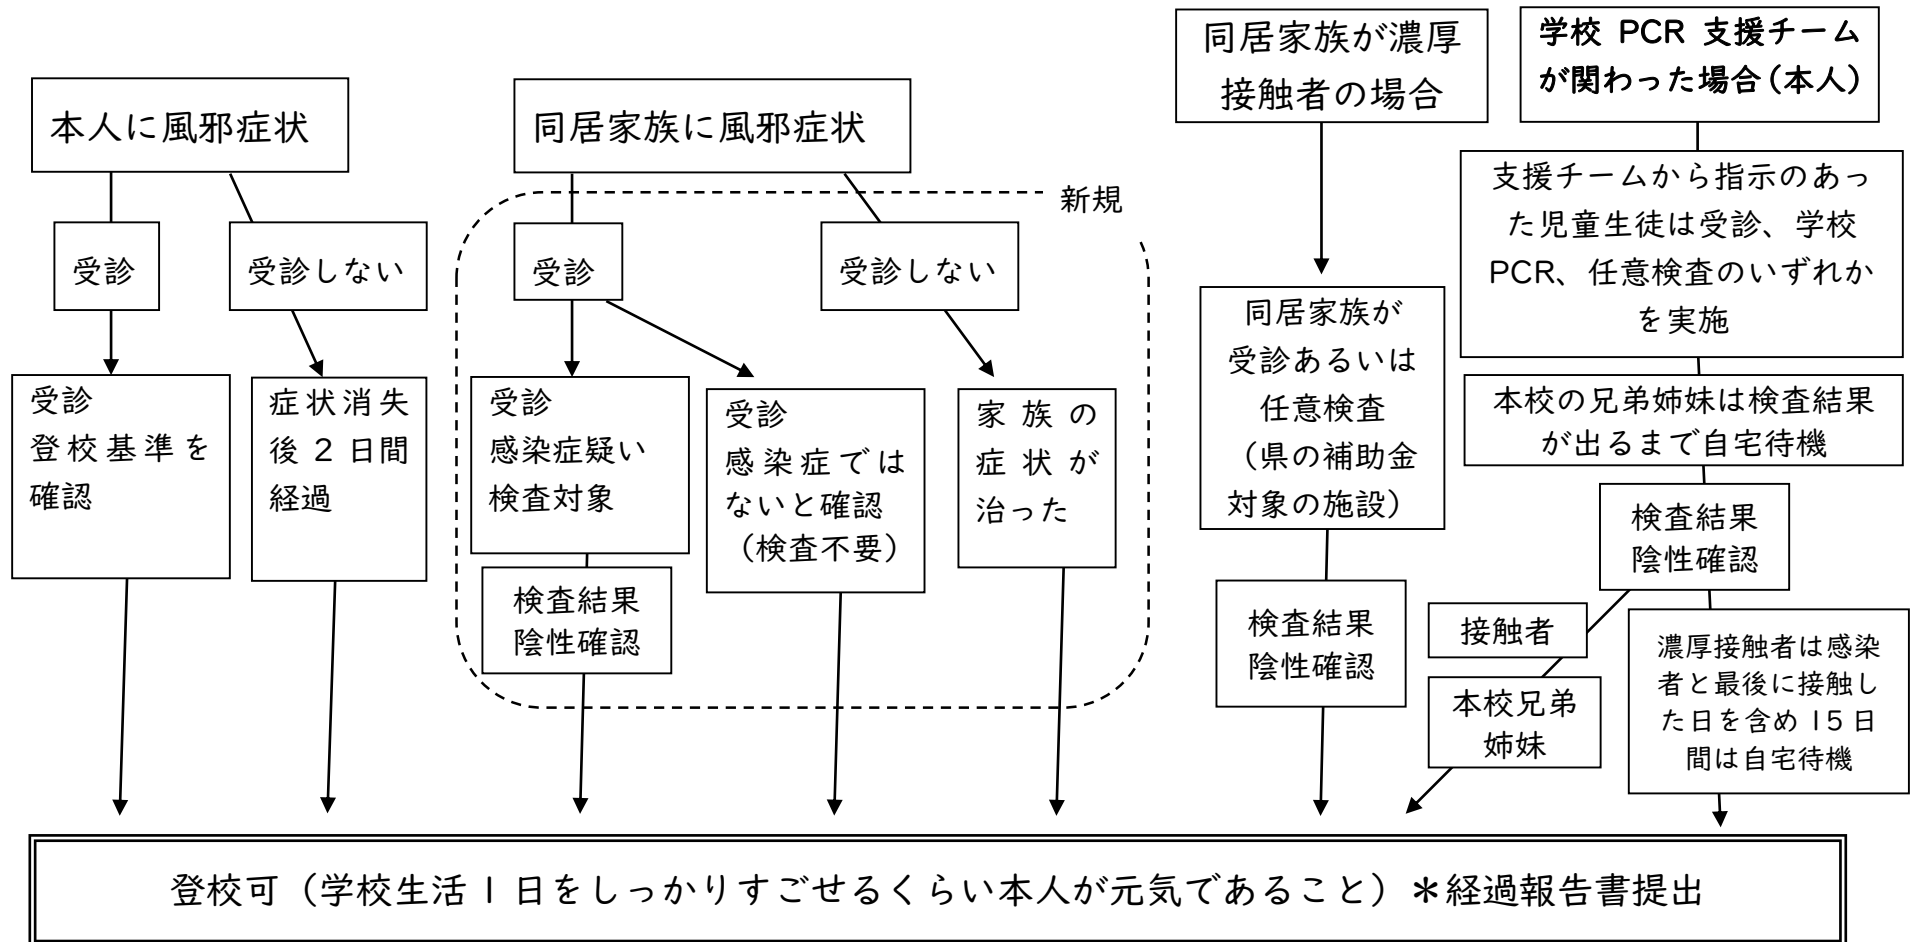 本人に風邪症状
受診
受診しない
受診
登校基準を
確認
症状消失
後 2 日間
経過
同居家族に風邪症状
新規
受診
受診しない
受診
感染症疑い
検査対象
検査結果
陰性確認
受診
感染症では
ないと確認
(検査不要)
家族の
症状が
治った
同居家族が濃厚
接触者の場合
同居家族が
受診あるいは
任意検査
(県の補助金
対象の施設)
検査結果
陰性確認
学校 PCR 支援チーム
が関わった場合(本人)
支援チームから指示のあっ
た児童生徒は受診、学校
PCR、任意検査のいずれか
を実施
本校の兄弟姉妹は検査結果
が出るまで自宅待機
検査結果
陰性確認
接触者
本校兄弟
姉妹
濃厚接触者は感染
者と最後に接触し
た日を含め 15 日
間は自宅待機
登校可(学校生活 1 日をしっかりすごせるくらい本人が元気であること)*経過報告書提出